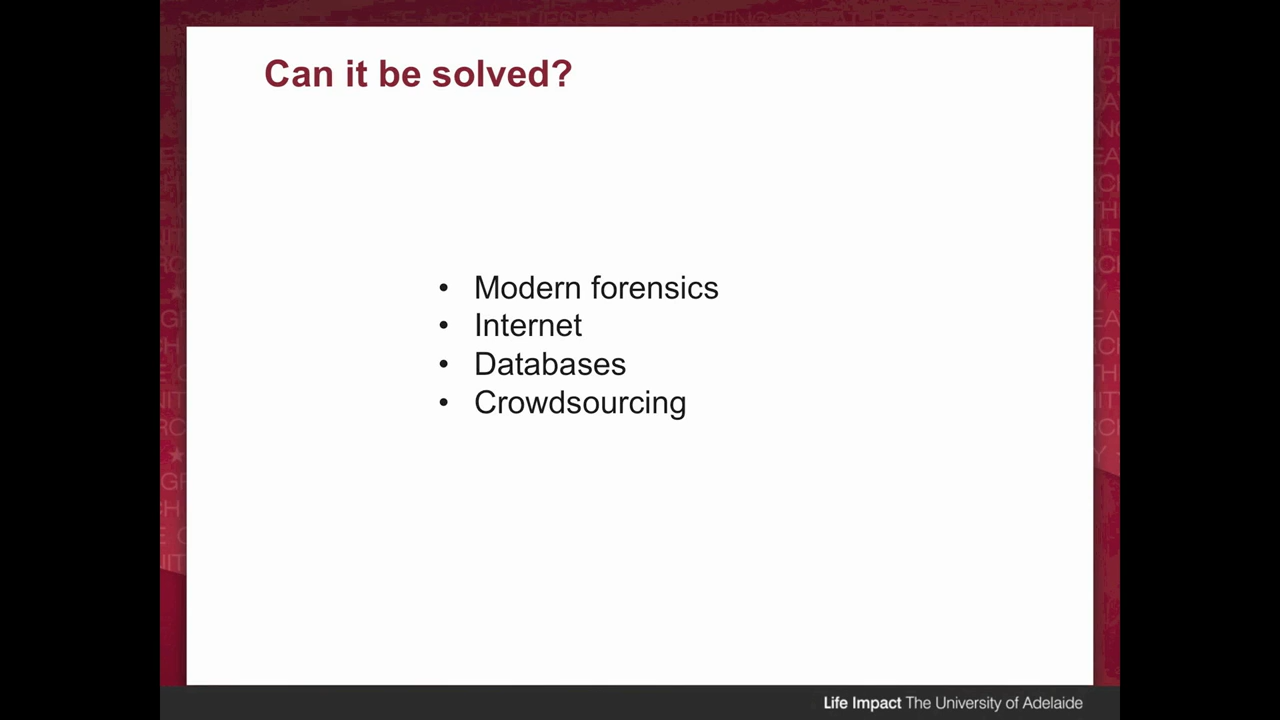 Can it be solved?
• Modern forensics
• Internet
• Databases
• Crowdsourcing
Life Impact The University of Adelaide